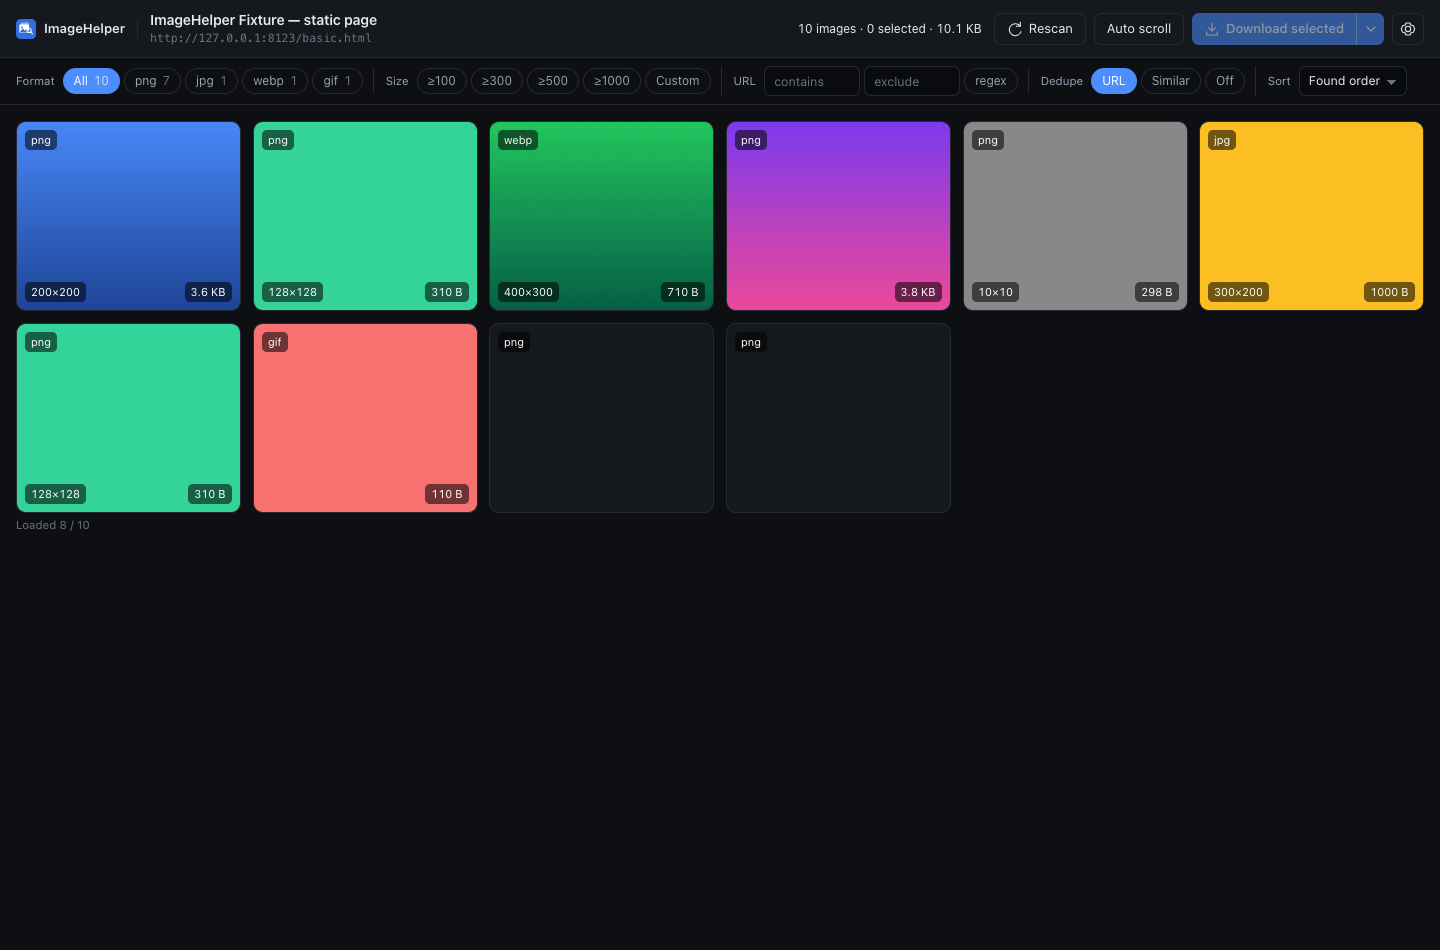 ImageHelper
ImageHelper Fixture — static page
http://127.0.0.1:8123/basic.html
10 images · 0 selected · 10.1 KB
Rescan
Auto scroll
Download selected
Format All 10 png 7 jpg 1 webp 1 gif 1 Size ≥100 ≥300 ≥500 ≥1000 Custom URL contains exclude regex Dedupe URL Similar Off Sort Found order
png png webp png png jpg
200×200 3.6 KB 128×128 310 B 400×300 710 B 3.8 KB 10×10 298 B 300×200 1000 B
png gif png png
128×128 310 B 110 B
Loaded 8 / 10